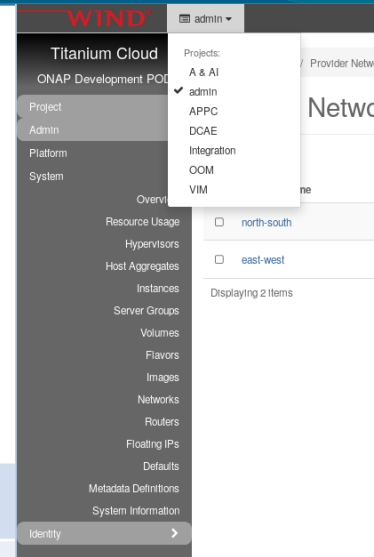 WIND
admin
Titanium Cloud
ONAP Development POD
Projects:
A & AI
admin
APPC
DCAE
Integration
OOM
VIM
/ Provider Netw
Netwo
me
Project
Admin
Platform
System
Overvi
Resource Usage
Hypervisors
Host Aggregates
Instances
Server Groups
Volumes
Flavors
Images
Networks
Routers
Floating IPs
Defaults
Metadata Definitions
System Information
Identity
north-south
east-west
Displaying 2 items